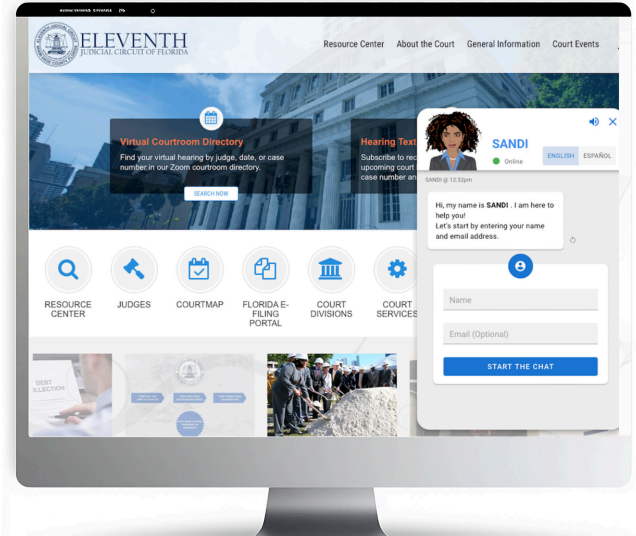 ELEVENTH
JUDICIAL CIRCUIT OF FLORIDA
Resource Center About the Court General Information Court Events
Virtual Courtroom Directory
Find your virtual hearing by judge, date, or case
number in our Zoom courtroom directory.
SEARCH NOW
Hearing Text
Subscribe to rec
upcoming court
case number an
RESOURCE
CENTER
JUDGES
COURTMAP
FLORIDA E-
FILING
PORTAL
COURT
DIVISIONS
COURT
SERVICES
DEBT
OLLECTION
SANDI
Online
ENGLISH ESPAÑOL
SANDI @ 12:32pm
Hi, my name is SANDI . I am here to
help you!
Let's start by entering your name
and email address.
Name
Email (Optional)
START THE CHAT